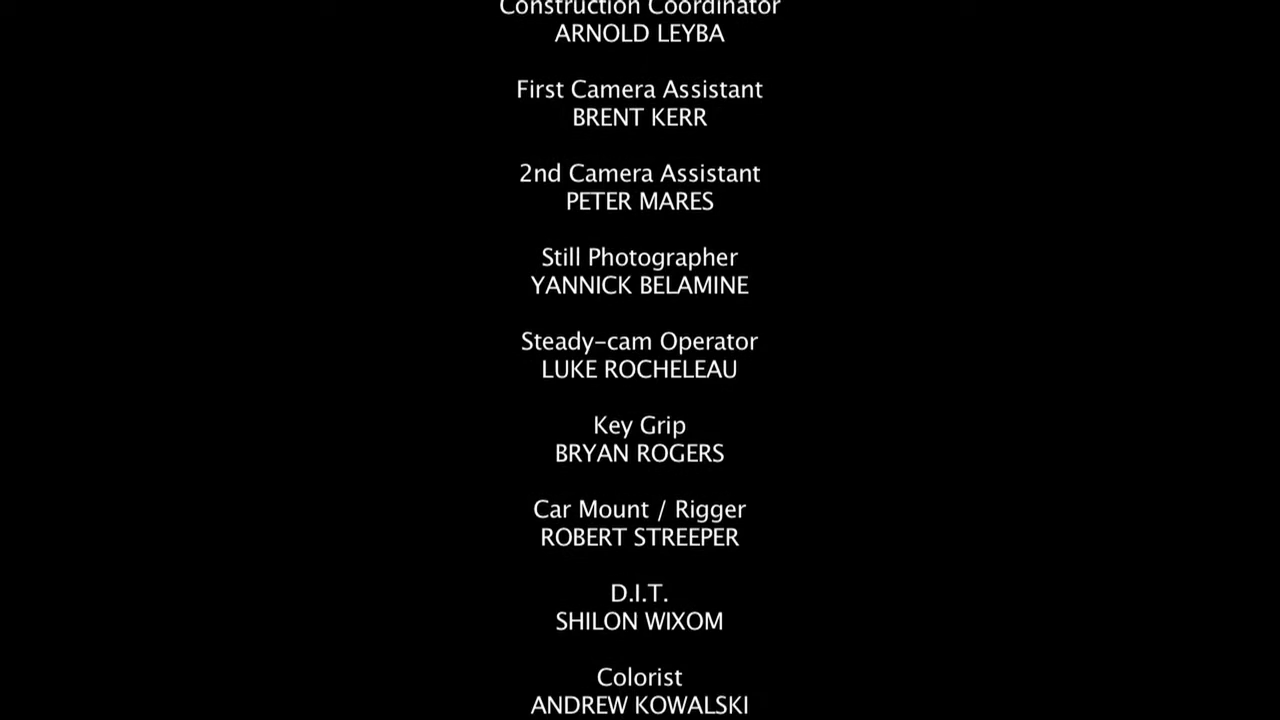 Construction Coordinator
ARNOLD LEYBA
First Camera Assistant
BRENT KERR
2nd Camera Assistant
PETER MARES
Still Photographer
YANNICK BELAMINE
Steady-cam Operator
LUKE ROCHELEAU
Key Grip
BRYAN ROGERS
Car Mount / Rigger
ROBERT STREEPER
D.I.T.
SHILON WIXOM
Colorist
ANDREW KOWALSKI